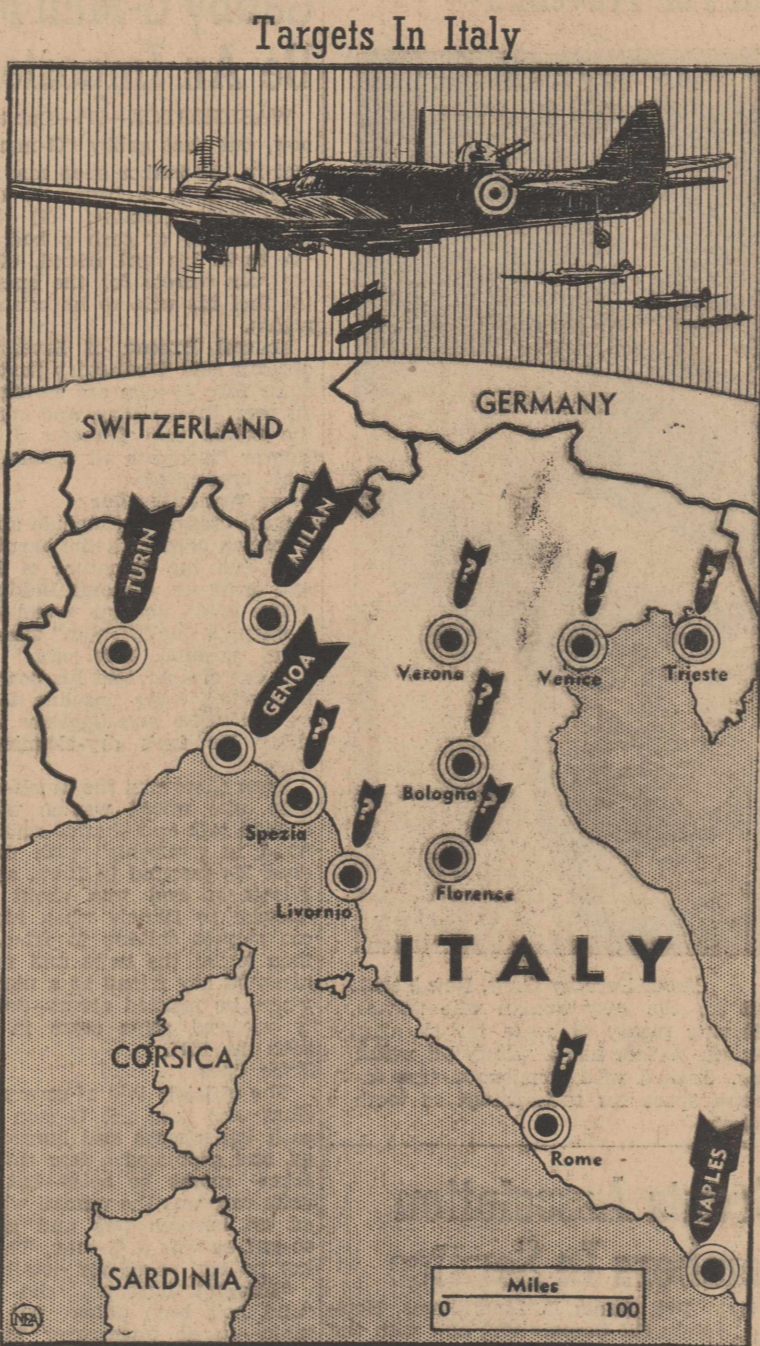 Targets In Italy
SWITZERLAND
GERMANY
TURIN
MILAN
GENOA
?
?
?
Verona
Venice
Trieste
?
?
Spezia
Bologna
?
?
Livornio
Florence
ITALY
CORSICA
?
Rome
NAPLES
SARDINIA
Miles
0 100
NEA